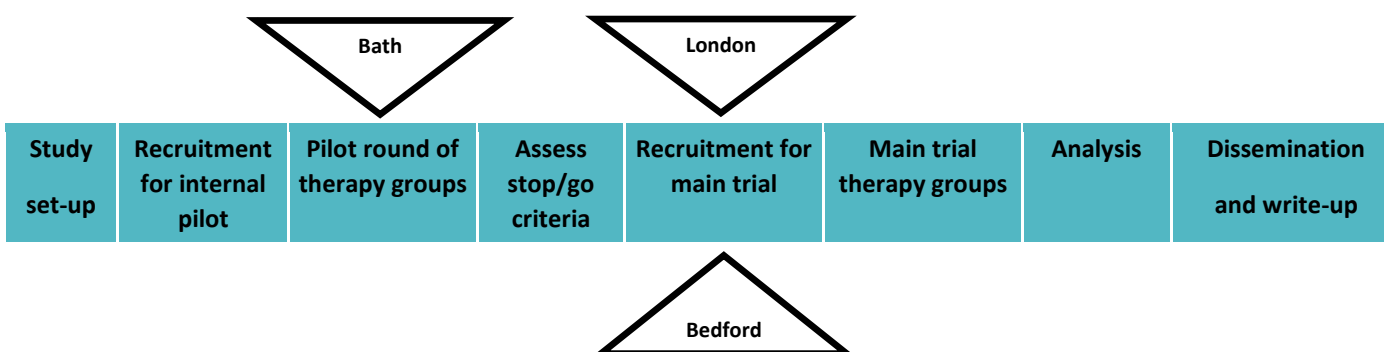 Bath
London
Study
set-up
Recruitment
for internal
pilot
Pilot round of
therapy groups
Assess
stop/go
criteria
Recruitment for
main trial
Main trial
therapy groups
Analysis
Dissemination
and write-up
Bedford